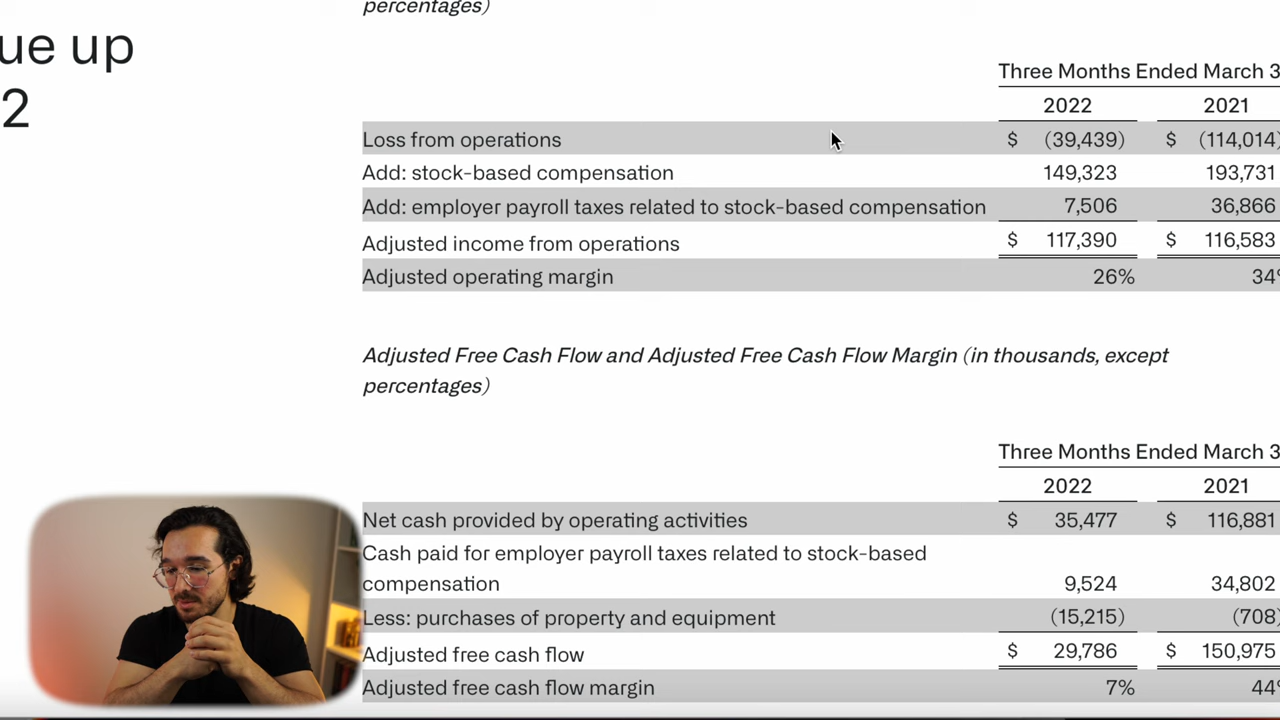 percentages)
ue up
2
Three Months Ended March 3
2022 2021
Loss from operations $ (39,439) $ (114,014)
Add: stock-based compensation 149,323 193,731
Add: employer payroll taxes related to stock-based compensation 7,506 36,866
Adjusted income from operations $ 117,390 $ 116,583
Adjusted operating margin 26% 34%
Adjusted Free Cash Flow and Adjusted Free Cash Flow Margin (in thousands, except
percentages)
Three Months Ended March 3
2022 2021
Net cash provided by operating activities $ 35,477 $ 116,881
Cash paid for employer payroll taxes related to stock-based
compensation 9,524 34,802
Less: purchases of property and equipment (15,215) (708)
Adjusted free cash flow $ 29,786 $ 150,975
Adjusted free cash flow margin 7% 44%